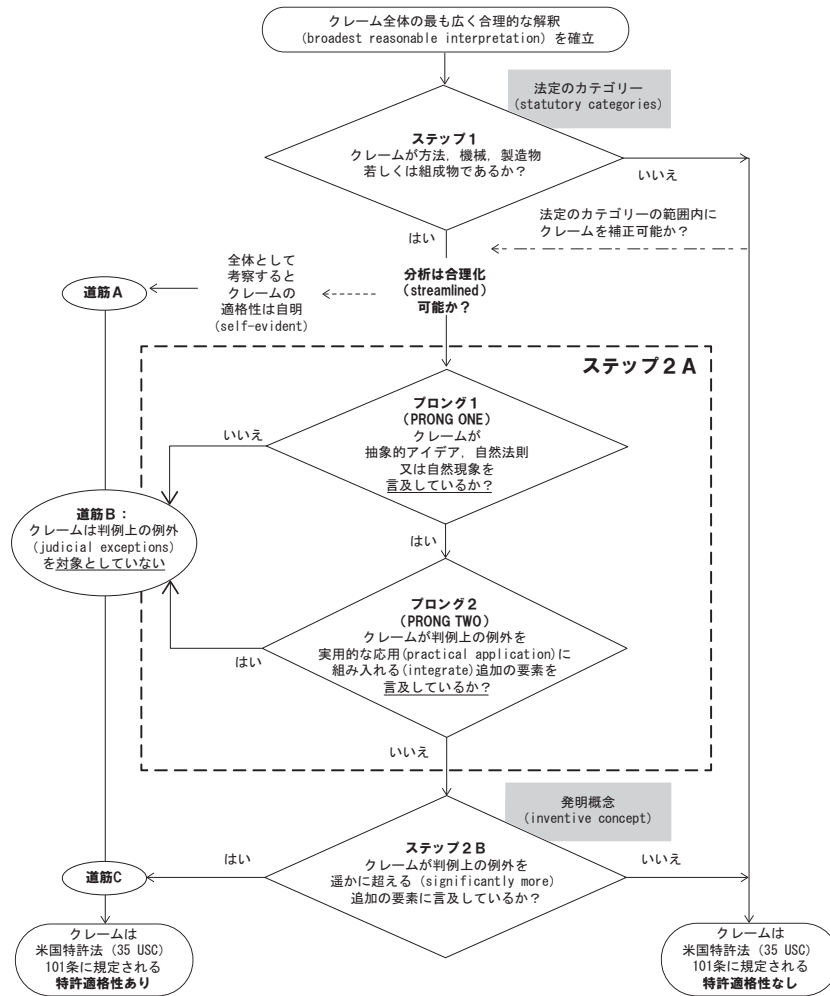 クレーム全体の最も広く合理的な解釈
(broadest reasonable interpretation) を確立
法定のカテゴリー
(statutory categories)
ステップ1
クレームが方法，機械，製造物
若しくは組成物であるか？
いいえ
はい
法定のカテゴリーの範囲内に
クレームを補正可能か？
分析は合理化
(streamlined)
可能か？
全体として
考察すると
クレームの
適格性は自明
(self-evident)
道筋A
ステップ２Ａ
プロング1
(PRONG ONE)
クレームが
抽象的アイデア，自然法則
又は自然現象を
言及しているか？
いいえ
はい
道筋B：
クレームは判例上の例外
(judicial exceptions)
を対象としていない
プロング2
(PRONG TWO)
クレームが判例上の例外を
実用的な応用(practical application)に
組み入れる(integrate)追加の要素を
言及しているか？
はい
いいえ
発明概念
(inventive concept)
ステップ２Ｂ
クレームが判例上の例外を
遥かに超える (significantly more)
追加の要素に言及しているか？
はい
いいえ
道筋C
クレームは
米国特許法 (35 USC)
101条に規定される
特許適格性あり
クレームは
米国特許法 (35 USC)
101条に規定される
特許適格性なし